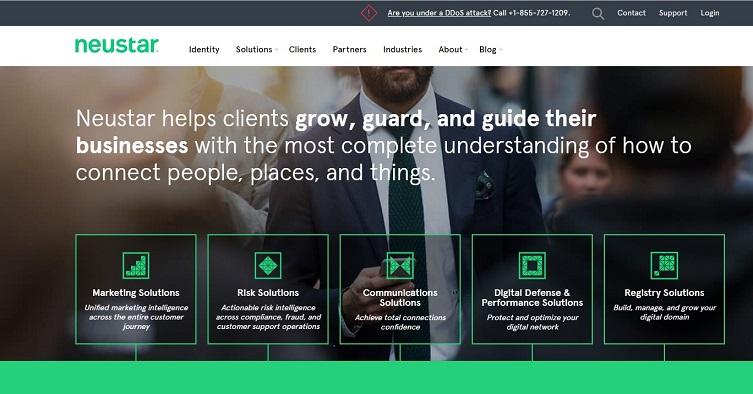 Are you under a DDoS attack? Call +1-855-727-1209.
Contact
Support
Login
neustar
Identity
Solutions
Clients
Partners
Industries
About
Blog
Neustar helps clients grow, guard, and guide their
businesses with the most complete understanding of how to
connect people, places, and things.
Marketing Solutions
Unified marketing intelligence
across the entire customer
journey
Risk Solutions
Actionable risk intelligence
across compliance, fraud, and
customer support operations
Communications
Solutions
Achieve total connections
confidence
Digital Defense &
Performance Solutions
Protect and optimize your
digital network
Registry Solutions
Build, manage, and grow your
digital domain